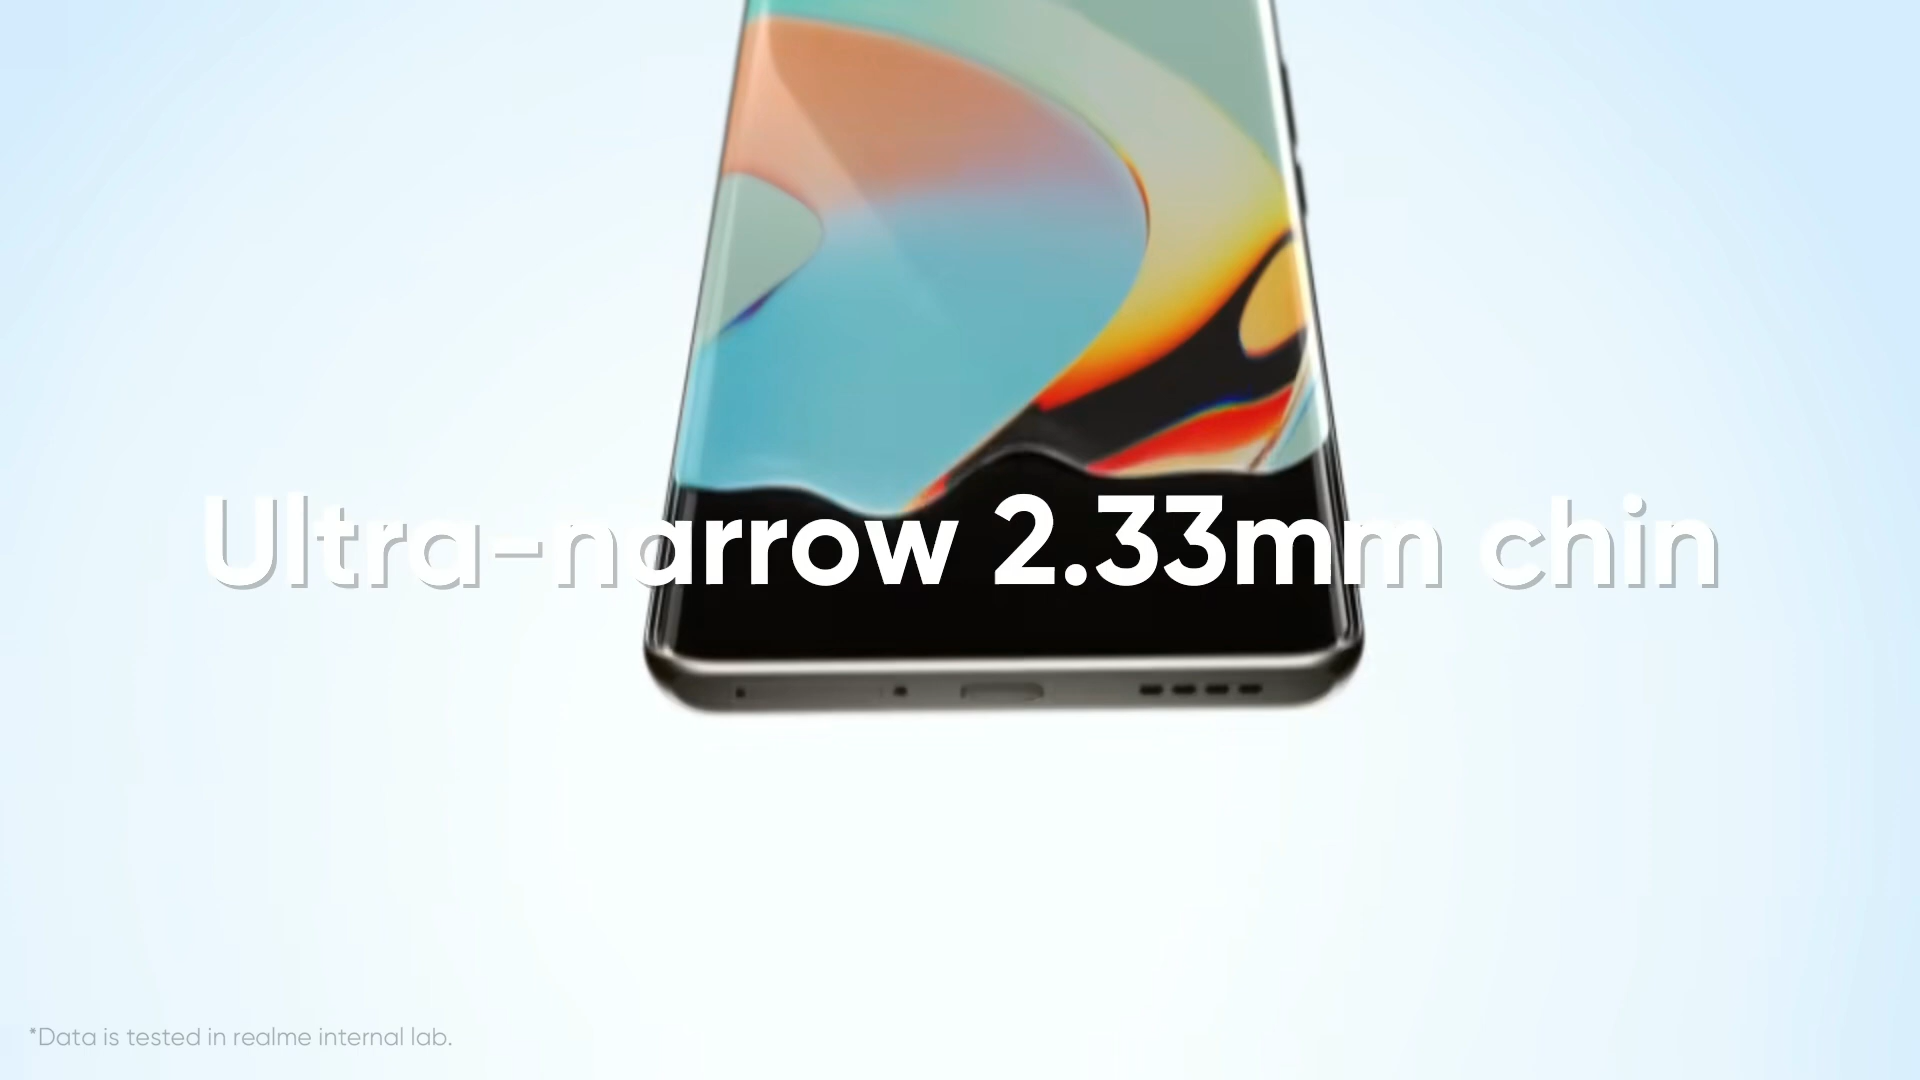 Ultra-narrow 2.33mm chin
*Data is tested in realme internal lab.